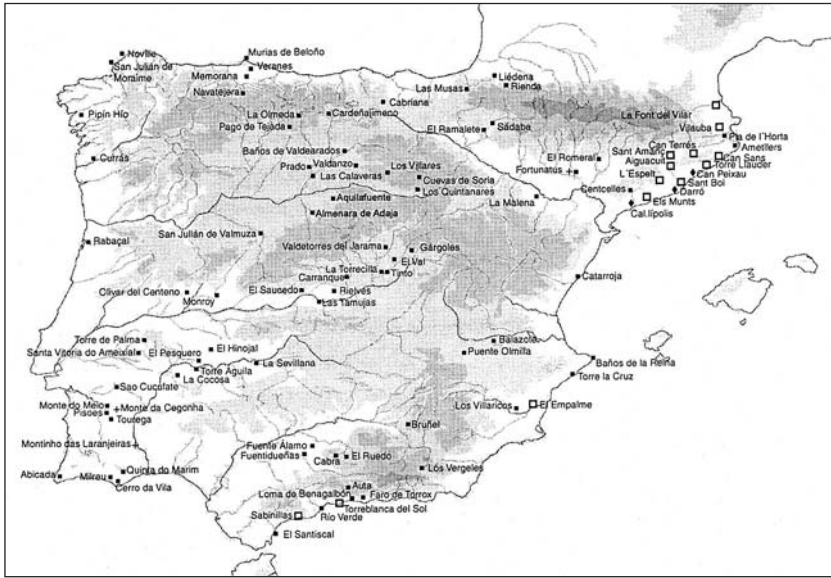 Noville
San Julián de
Moraime
Murias de Beloño
Veranes
Memorana
Navatejera
Pipín Hío
Currás
La Olmeda
Pago de Tejada
Cardeñajimeno
Cabriana
Las Musas
Liédena
Rienda
El Ramalete
Sádaba
La Font del Vilar
Vilauba
Pla de l´Horta
Ametllers
Can Terrés
Sant Amanç
Aiguacuit
Can Sans
Torre Llauder
Can Peixau
L´Espelt
Sant Boi
Darró
Els Munts
Cal.lípolis
Centcelles
El Romeral
Fortunatus
La Malena
Baños de Valdearados
Prado
Valdanzo
Las Calaveras
Los Villares
Cuevas de Soria
Los Quintanares
Aquilafuente
Almenara de Adaja
San Julián de Valmuza
Rabaçal
Valdetorres del Jarama
Gárgoles
El Val
La Torrecilla
Tinto
Carranque
Rielvés
El Saucedo
Las Tamujas
Olivar del Centeno
Monroy
Catarroja
Torre de Palma
Santa Vitoria do Ameixial
El Pesquero
El Hinojal
Torre Aguila
La Cocosa
La Sevillana
Sao Cucufate
Balazote
Puente Olmilla
Baños de la Reina
Torre la Cruz
Los Villaricos
El Empalme
Monte do Meio
Pisoes
Monte da Cegonha
Tourega
Montinho das Laranjeiras
Abicada
Milreu
Quinta do Marim
Cerro da Vila
Bruñel
Fuente Álamo
Fuentidueñas
Cabra
El Ruedo
Los Vergeles
Auta
Loma de Benagalbón
Faro de Torrox
Torreblanca del Sol
Sabinillas
Río Verde
El Santiscal